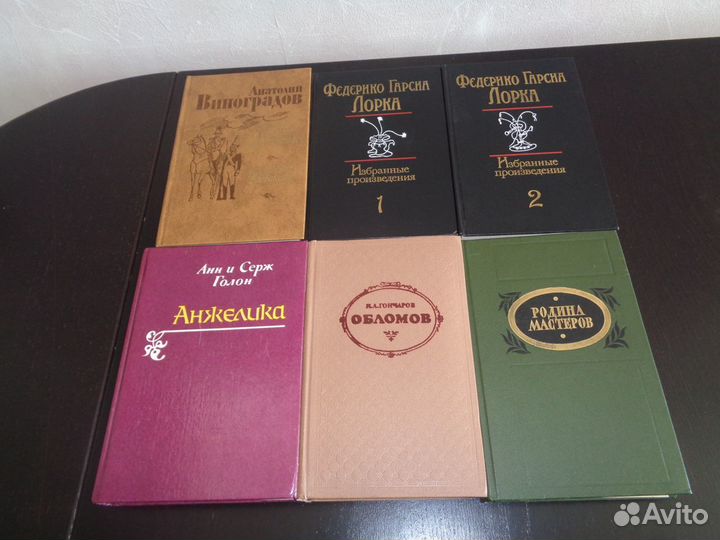 Анатолий
Виноградов
Федерико Гарсиа
Лорка
Избранные
произведения
1
Федерико Гарсиа
Лорка
Избранные
произведения
2
Анн и Серж
Голон
Анжелика
И.А.Гончаров
Обломов
РОДИНА
МАСТЕРОВ
Avito